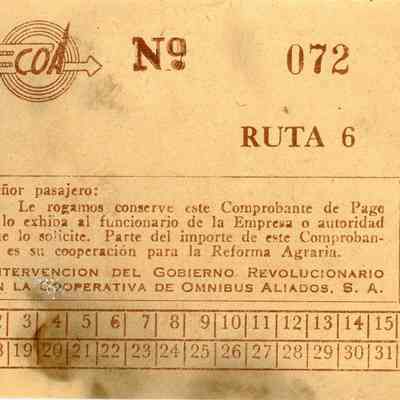 COA
Nº 072
RUTA 6
ñor pasajero:
Le rogamos conserve este Comprobante de Pago
lo exhiba al funcionario de la Empresa o autoridad
ue lo solicite. Parte del importe de este Comproban-
es su cooperación para la Reforma Agraria.
NTERVENCION DEL GOBIERNO REVOLUCIONARIO
N LA COOPERATIVA DE OMNIBUS ALIADOS, S. A.
2 3 4 5 6 7 8 9 10 11 12 13 14 15
8 19 20 21 22 23 24 25 26 27 28 29 30 31